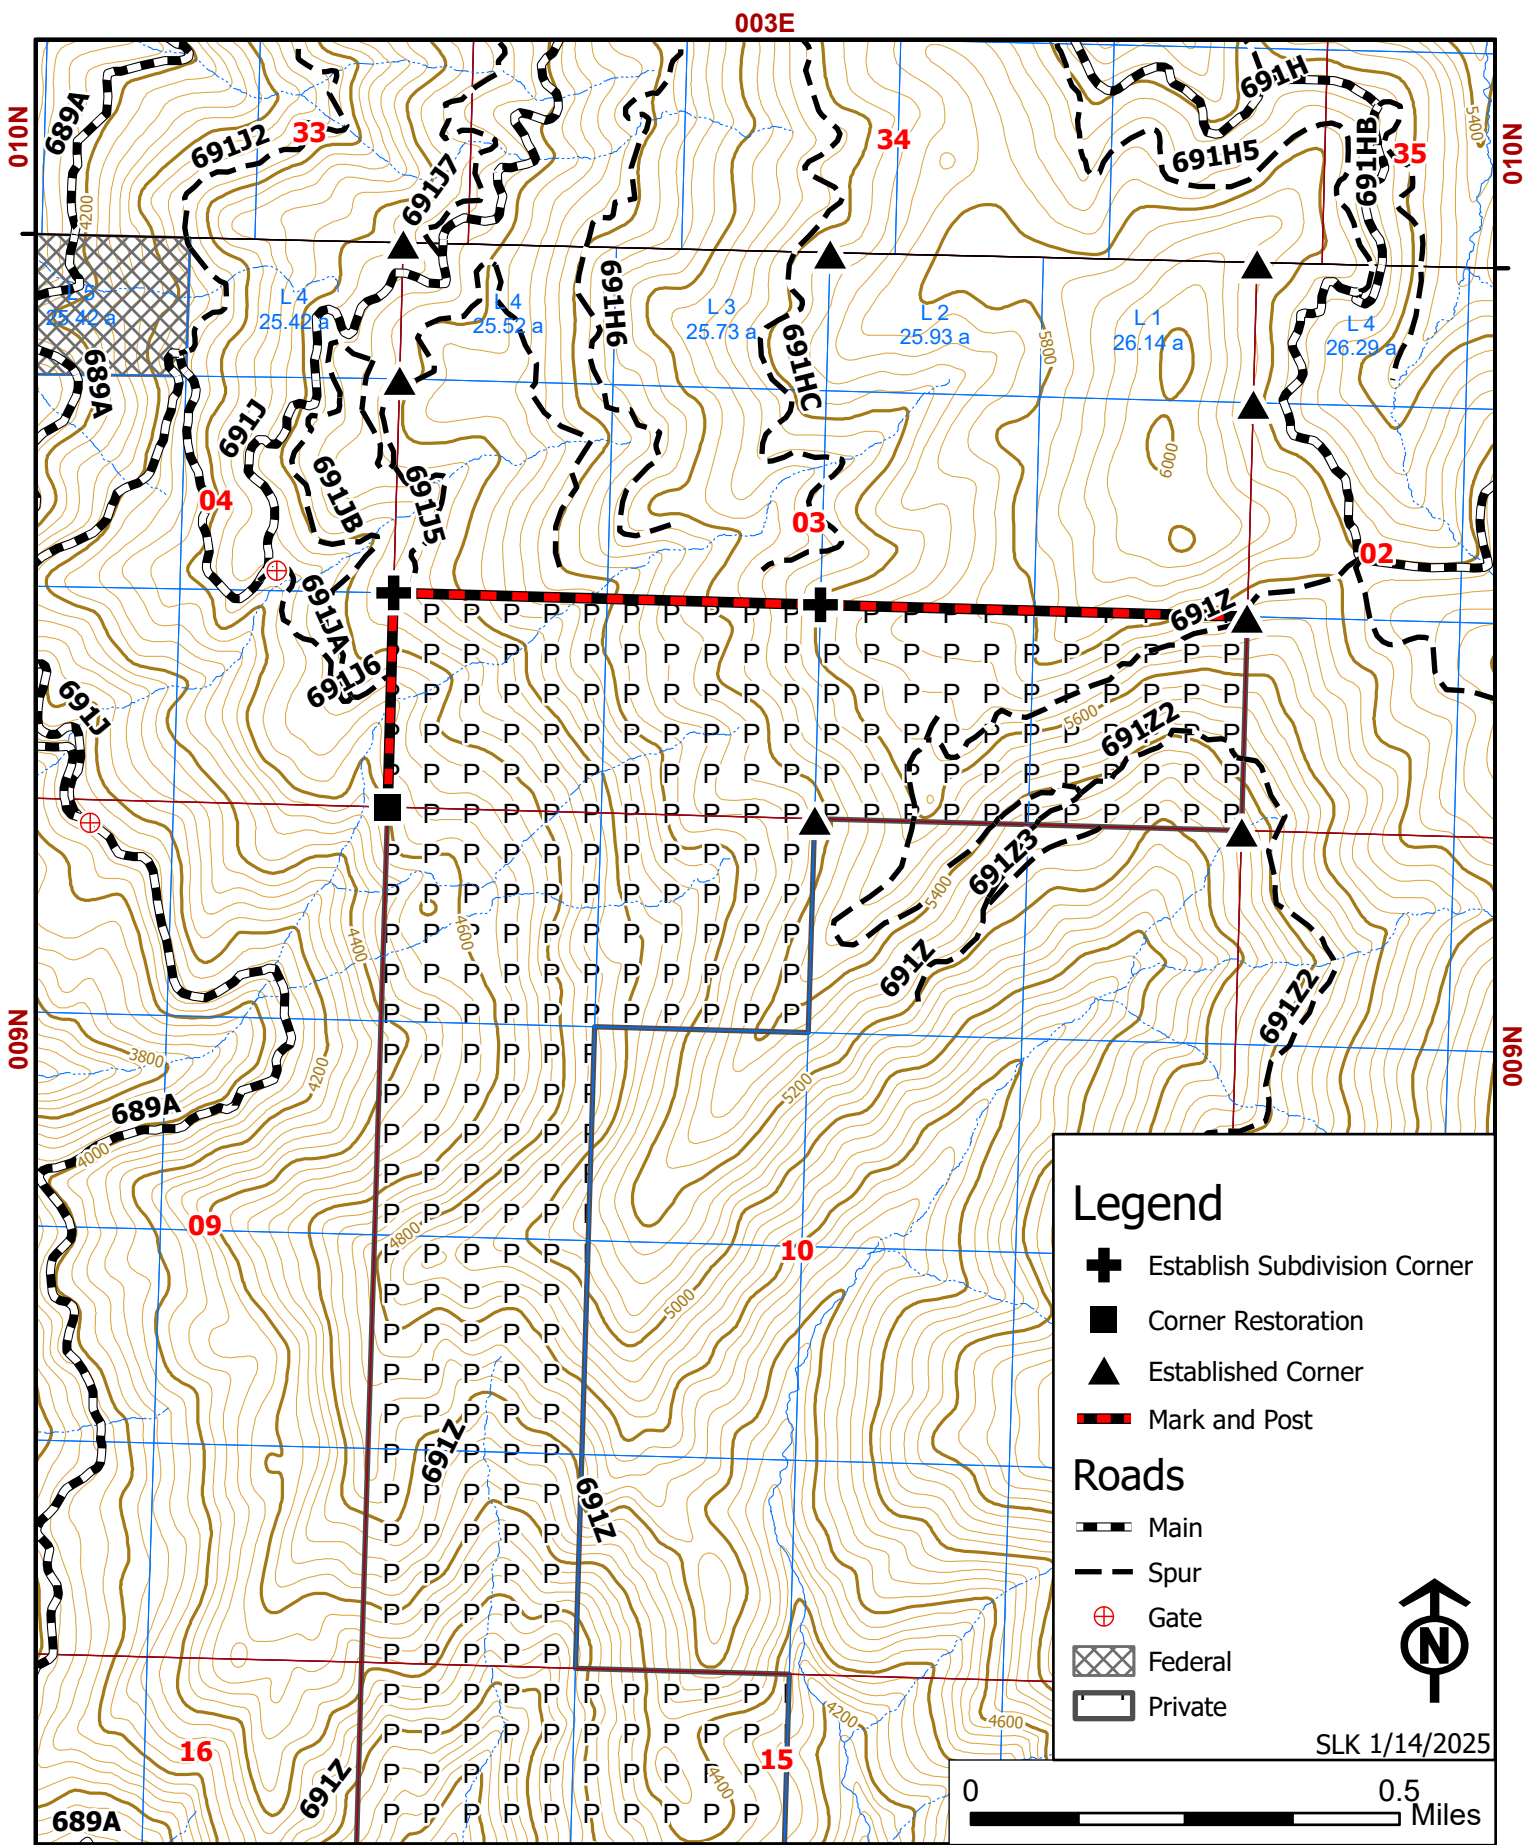 003E
010N
010N
689A
691J2
33
691J7
34
691H
691H5
691HB
35
5400
4200
L 5
25.42 a
L 4
25.42 a
L 4
25.52 a
691H6
L 3
25.73 a
691HC
L 2
25.93 a
5800
L 1
26.14 a
L 4
26.29 a
689A
691J
691JB
691J5
6000
04
03
02
691JA
691J6
691J
691Z
5600
691Z2
691Z3
5400
4400
4600
691Z
691Z2
009N
009N
3800
4200
5200
689A
4000
09
4800
10
5000
691Z
691Z
16
15
4200
4600
4400
691Z
689A
P P P P P P P P P P
Legend
Establish Subdivision Corner
Corner Restoration
Established Corner
Mark and Post
Roads
Main
Spur
Gate
Federal
Private
N
SLK 1/14/2025
0 0.5
Miles